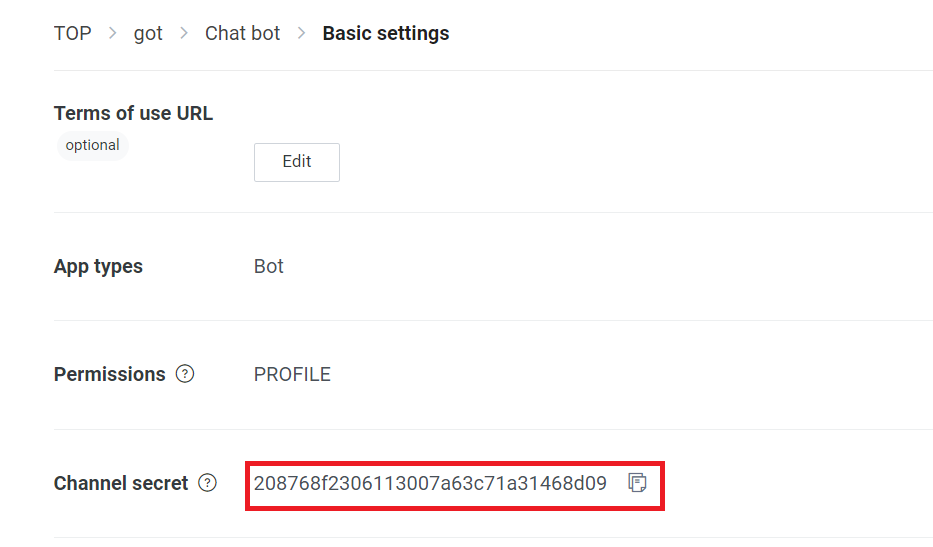 TOP > got > Chat bot > Basic settings
Terms of use URL
optional
Edit
App types Bot
Permissions ? PROFILE
Channel secret ? 208768f2306113007a63c71a31468d09